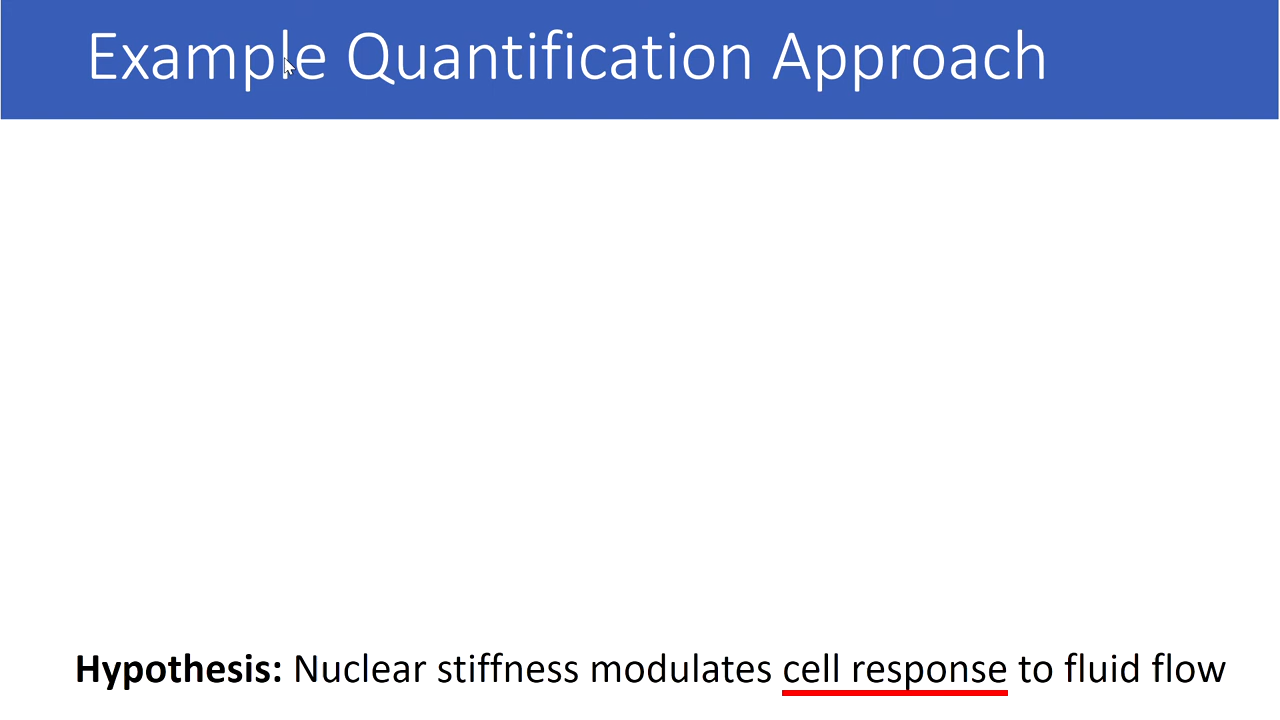 Example Quantification Approach
Hypothesis: Nuclear stiffness modulates cell response to fluid flow